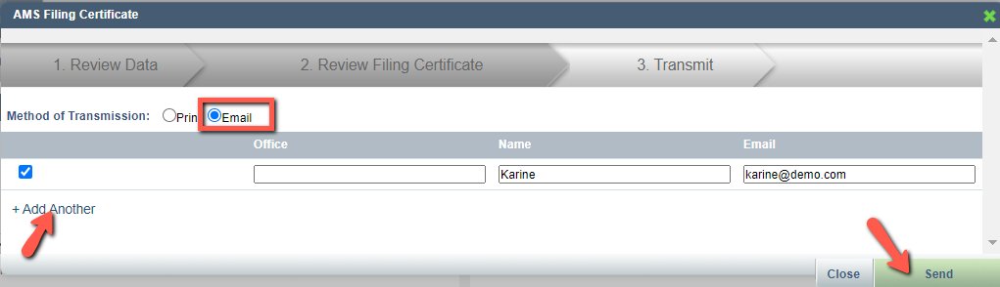 AMS Filing Certificate
1. Review Data 2. Review Filing Certificate 3. Transmit
Method of Transmission: Prin Email
Office Name Email
Karine karine@demo.com
+ Add Another
Close Send